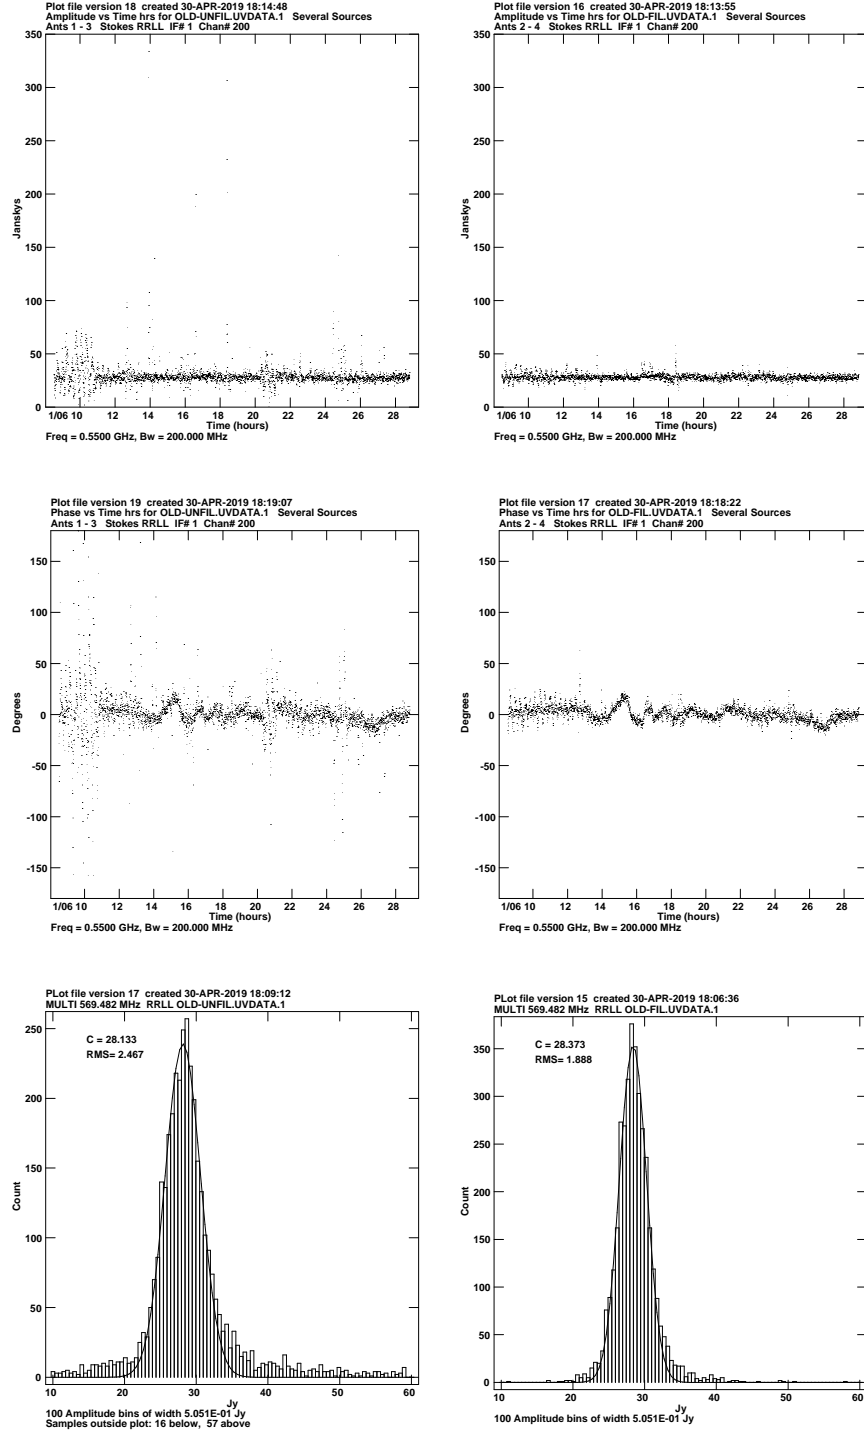 Plot file version 18 created 30-APR-2019 18:14:48
Amplitude vs Time hrs for OLD-UNFIL.UVDATA.1 Several Sources
Ants 1 - 3 Stokes RRLL IF# 1 Chan# 200
350
300
250
200
150
100
50
0
Janskys
1/06 10 12 14 16 18 20 22 24 26 28
Time (hours)
Freq = 0.5500 GHz, Bw = 200.000 MHz
Plot file version 16 created 30-APR-2019 18:13:55
Amplitude vs Time hrs for OLD-FIL.UVDATA.1 Several Sources
Ants 2 - 4 Stokes RRLL IF# 1 Chan# 200
350
300
250
200
150
100
50
0
Janskys
1/06 10 12 14 16 18 20 22 24 26 28
Time (hours)
Freq = 0.5500 GHz, Bw = 200.000 MHz
Plot file version 19 created 30-APR-2019 18:19:07
Phase vs Time hrs for OLD-UNFIL.UVDATA.1 Several Sources
Ants 1 - 3 Stokes RRLL IF# 1 Chan# 200
150
100
50
0
-50
-100
-150
Degrees
1/06 10 12 14 16 18 20 22 24 26 28
Time (hours)
Freq = 0.5500 GHz, Bw = 200.000 MHz
Plot file version 17 created 30-APR-2019 18:18:22
Phase vs Time hrs for OLD-FIL.UVDATA.1 Several Sources
Ants 2 - 4 Stokes RRLL IF# 1 Chan# 200
150
100
50
0
-50
-100
-150
Degrees
1/06 10 12 14 16 18 20 22 24 26 28
Time (hours)
Freq = 0.5500 GHz, Bw = 200.000 MHz
PLot file version 17 created 30-APR-2019 18:09:12
MULTI 569.482 MHz RRLL OLD-UNFIL.UVDATA.1
C = 28.133
RMS= 2.467
250
200
150
100
50
0
Count
10 20 30 40 50 60
Jy
100 Amplitude bins of width 5.051E-01 Jy
Samples outside plot: 16 below, 57 above
PLot file version 15 created 30-APR-2019 18:06:36
MULTI 569.482 MHz RRLL OLD-FIL.UVDATA.1
C = 28.373
RMS= 1.888
350
300
250
200
150
100
50
0
Count
10 20 30 40 50 60
Jy
100 Amplitude bins of width 5.051E-01 Jy